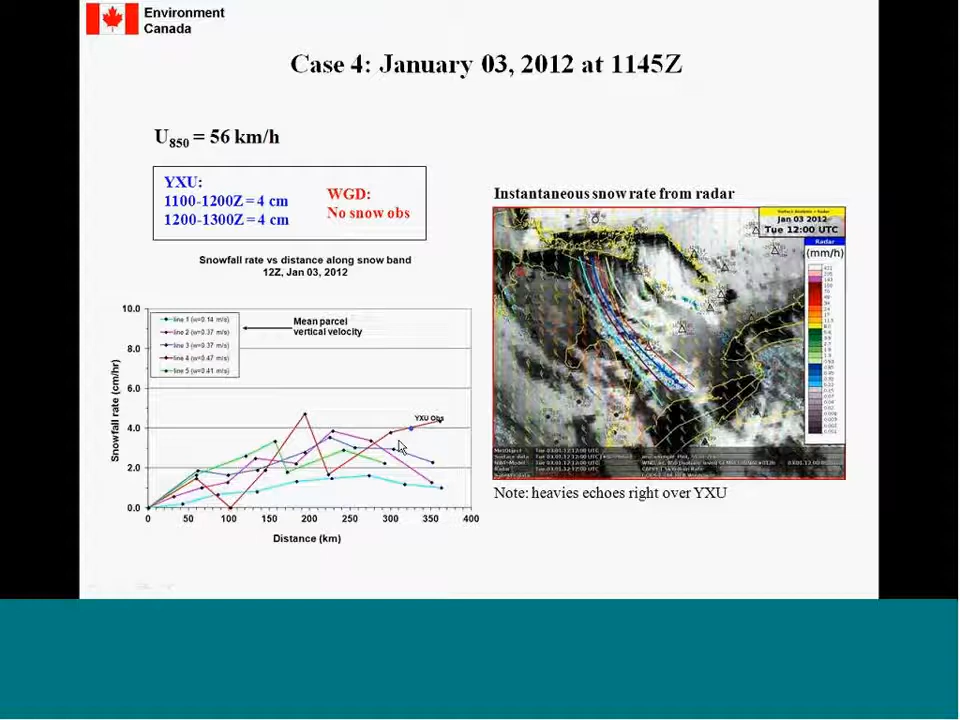 Environment
Canada
Case 4: January 03, 2012 at 1145Z
U850 = 56 km/h
YXU:
1100-1200Z = 4 cm
1200-1300Z = 4 cm
WGD:
No snow obs
Instantaneous snow rate from radar
Snowfall rate vs distance along snow band
12Z, Jan 03, 2012
10.0
8.0
6.0
4.0
2.0
0.0
Snowfall rate (cm/hr)
line 1 (w=0.14 m/s)
line 2 (w=0.37 m/s)
line 3 (w=0.37 m/s)
line 4 (w=0.47 m/s)
line 5 (w=0.41 m/s)
Mean parcel
vertical velocity
YXU Obs
0 50 100 150 200 250 300 350 400
Distance (km)
Jan 03 2012
Tue 12:00 UTC
Radar
(mm/h)
Note: heavies echoes right over YXU